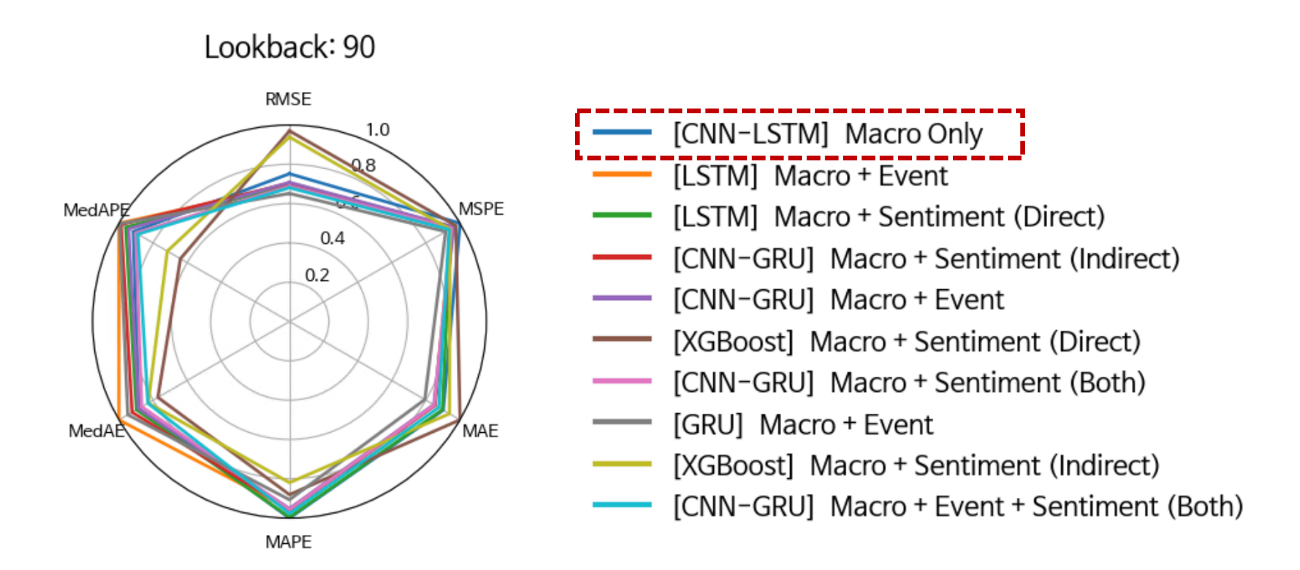 Lookback: 90
RMSE
1.0
0.8
MSPE
MedAPE
0.6
0.4
0.2
MedAE
MAE
MAPE
[CNN-LSTM] Macro Only
[LSTM] Macro + Event
[LSTM] Macro + Sentiment (Direct)
[CNN-GRU] Macro + Sentiment (Indirect)
[CNN-GRU] Macro + Event
[XGBoost] Macro + Sentiment (Direct)
[CNN-GRU] Macro + Sentiment (Both)
[GRU] Macro + Event
[XGBoost] Macro + Sentiment (Indirect)
[CNN-GRU] Macro + Event + Sentiment (Both)